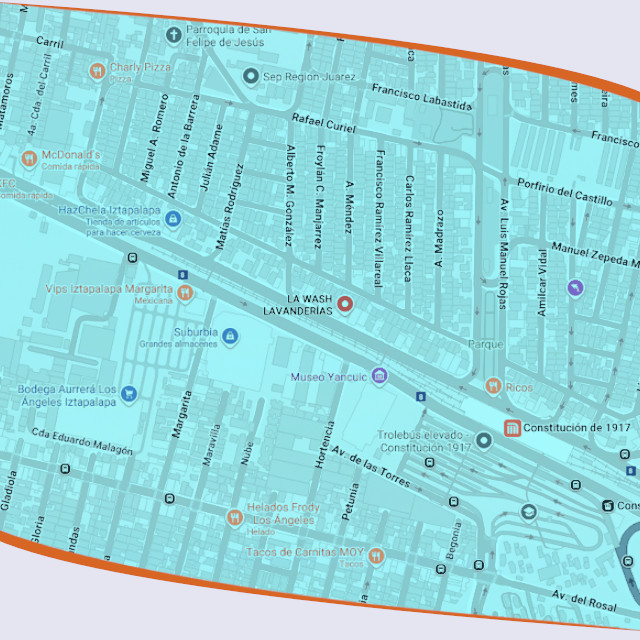 Parroquia de San
Felipe de Jesús
Carril
Charly Pizza
Pizza
Sep Region Juarez
Francisco Labastida
4a. Cda. del Carril
Miguel A. Romero
Antonio de la Barrera
Julián Adame
Matías Rodríguez
Rafael Curiel
Alberto M. González
Froylán C. Manjarrez
A. Méndez
Francisco Ramírez Villareal
Carlos Ramírez Llaca
A. Madrazo
Av. Luis Manuel Rojas
Amílcar Vidal
Francisco
Porfirio del Castillo
Manuel Zepeda M
McDonald's
Comida rápida
KFC
omida rápida
HazChela Iztapalapa
Tienda de artículos
para hacer cerveza
Vips Iztapalapa Margarita
Mexicana
LA WASH
LAVANDERÍAS
Suburbia
Grandes almacenes
Parque
Museo Yancuic
Ricos
Bodega Aurrerá Los
Ángeles Iztapalapa
Constitución de 1917
Trolebús elevado
Constitución 1917
Cda Eduardo Malagón
Margarita
Maravilla
Nube
Hortencia
Av. de las Torres
Petunia
Gladiola
Gloria
Helados Frody
Los Ángeles
Helado
Tacos de Carnitas MOY
Tacos
Begonia
Cons
Av. del Rosal